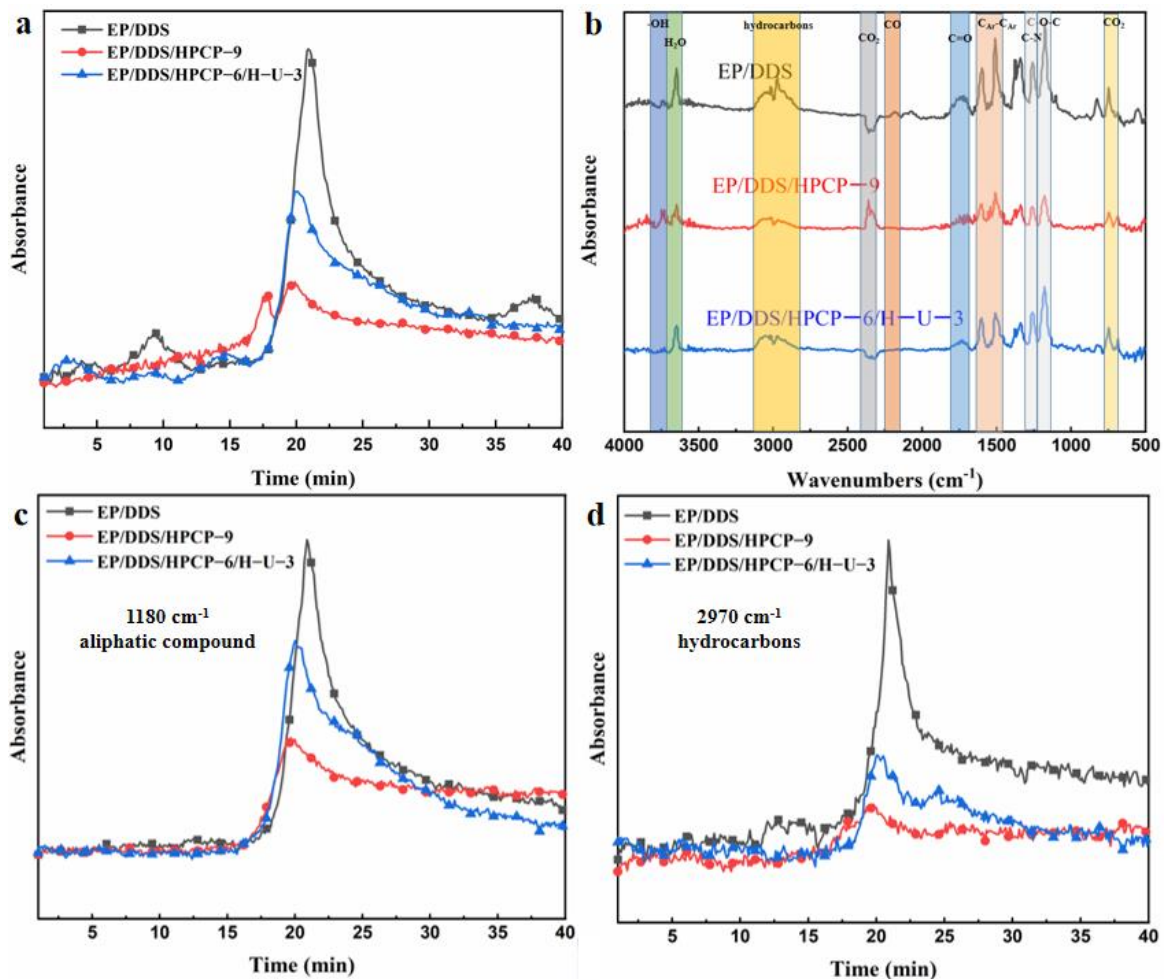 a
EP/DDS
EP/DDS/HPCP−9
EP/DDS/HPCP−6/H−U−3
Absorbance
5 10 15 20 25 30 35 40
Time (min)
b
-OH
H₂O
hydrocarbons
CO₂
CO
C=O
C_Ar-C_Ar
C-N
C-O-C
CO₂
EP/DDS
EP/DDS/HPCP−9
EP/DDS/HPCP−6/H−U−3
Absorbance
4000 3500 3000 2500 2000 1500 1000 500
Wavenumbers (cm⁻¹)
c
EP/DDS
EP/DDS/HPCP−9
EP/DDS/HPCP−6/H−U−3
1180 cm⁻¹
aliphatic compound
Absorbance
5 10 15 20 25 30 35 40
Time (min)
d
EP/DDS
EP/DDS/HPCP−9
EP/DDS/HPCP−6/H−U−3
2970 cm⁻¹
hydrocarbons
Absorbance
5 10 15 20 25 30 35 40
Time (min)